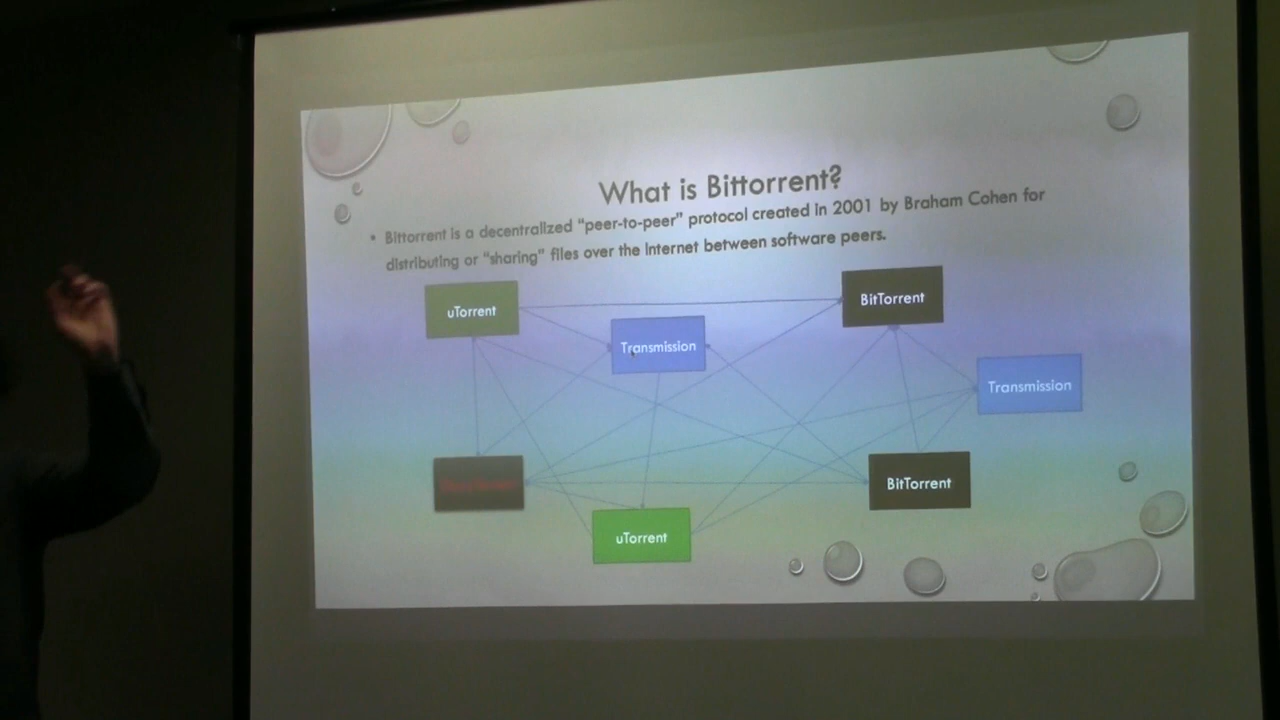 What is Bittorrent?
• Bittorrent is a decentralized “peer-to-peer” protocol created in 2001 by Braham Cohen for
distributing or “sharing” files over the Internet between software peers.
uTorrent
BitTorrent
Transmission
Transmission
BitTorrent
uTorrent